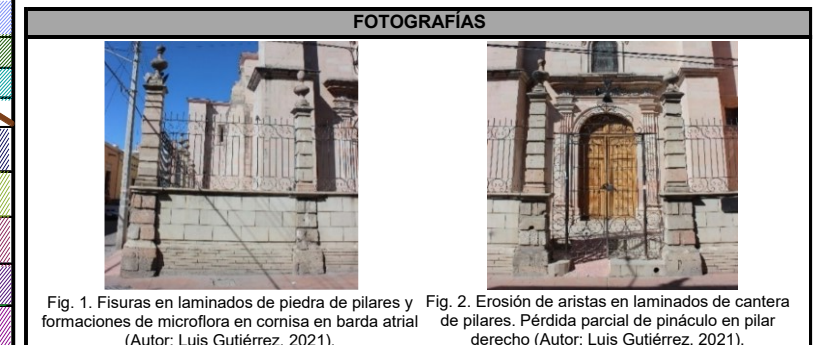 FOTOGRAFÍAS
Fig. 1. Fisuras en laminados de piedra de pilares y
formaciones de microflora en cornisa en barda atrial
(Autor: Luis Gutiérrez, 2021).
Fig. 2. Erosión de aristas en laminados de cantera
de pilares. Pérdida parcial de pináculo en pilar
derecho (Autor: Luis Gutiérrez, 2021).